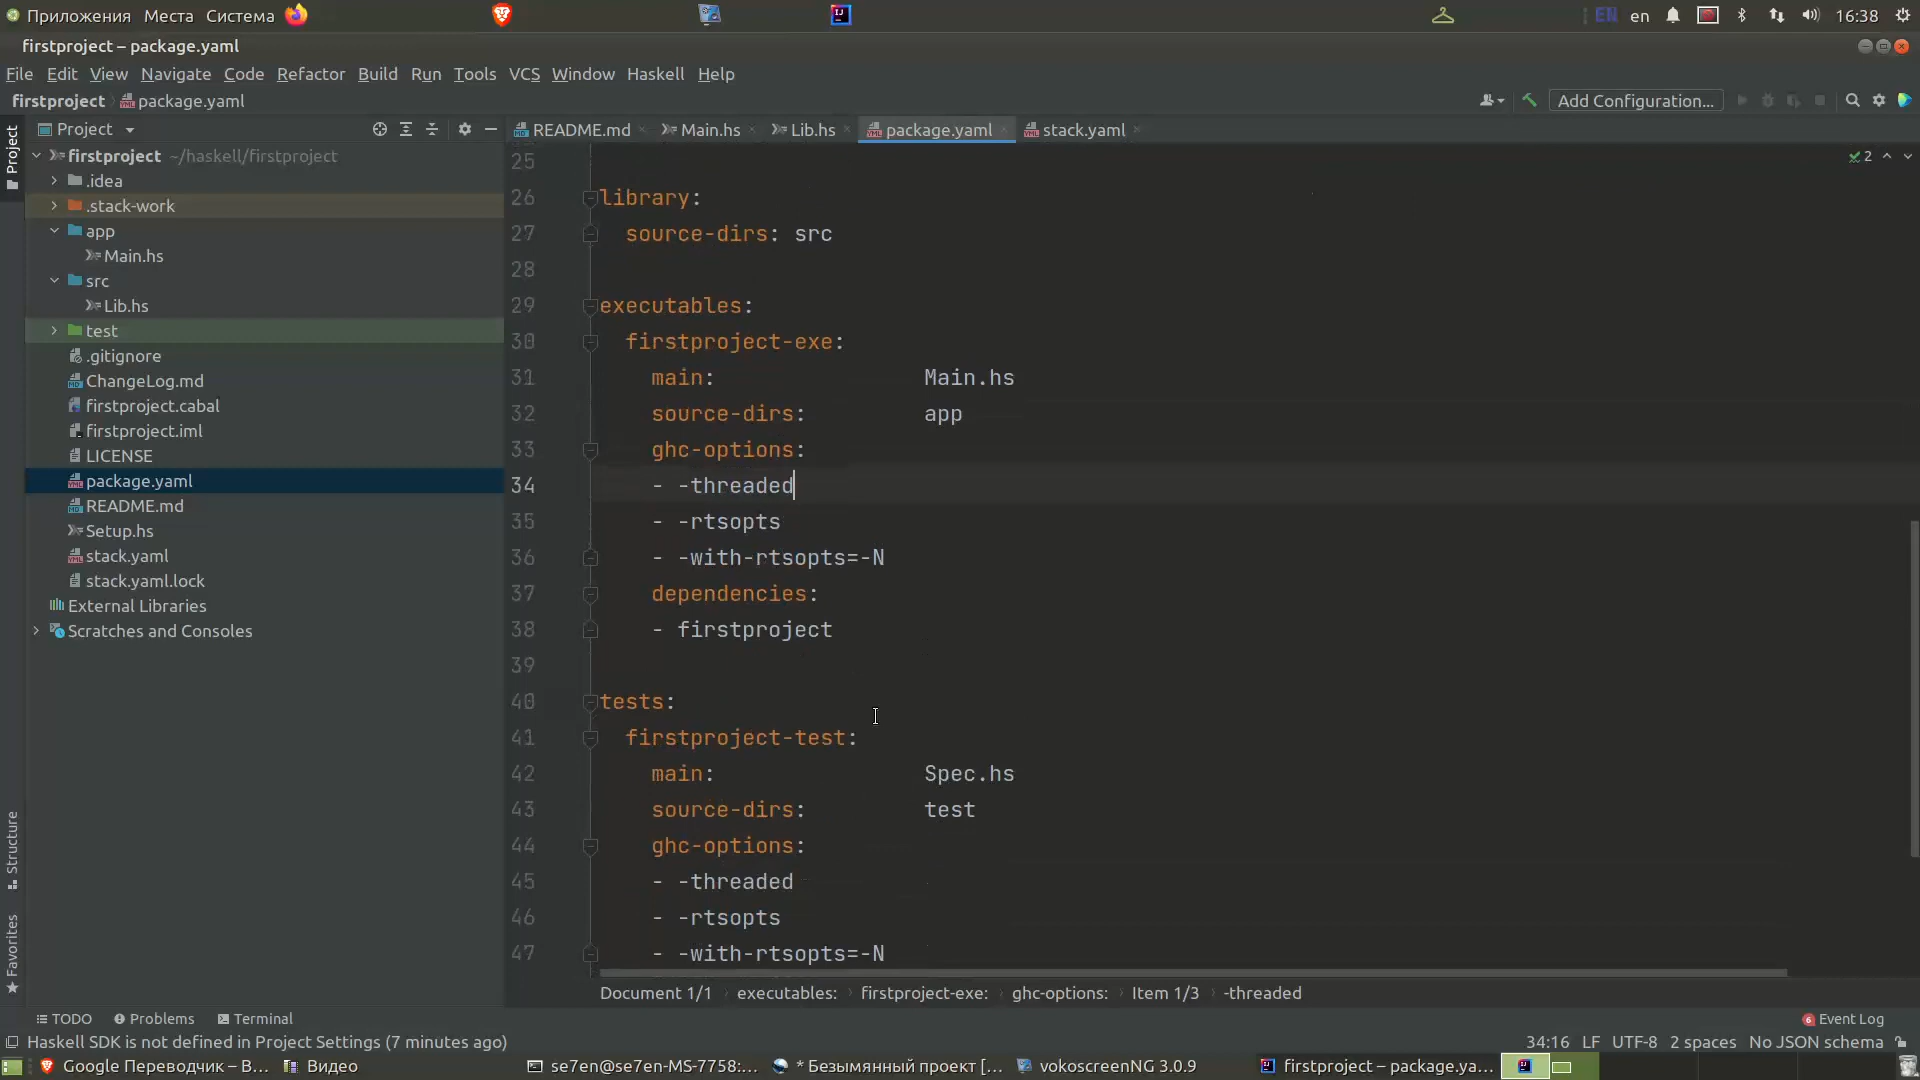 Приложения Места Система EN en 16:38
firstproject – package.yaml
File Edit View Navigate Code Refactor Build Run Tools VCS Window Haskell Help
firstproject package.yaml Add Configuration...
Project
Project
README.md Main.hs Lib.hs package.yaml stack.yaml
firstproject ~/haskell/firstproject
.idea
.stack-work
app
Main.hs
src
Lib.hs
test
.gitignore
ChangeLog.md
firstproject.cabal
firstproject.iml
LICENSE
package.yaml
README.md
Setup.hs
stack.yaml
stack.yaml.lock
External Libraries
Scratches and Consoles
Structure
Favorites
2
25
26 library:
27 source-dirs: src
28
29 executables:
30 firstproject-exe:
31 main: Main.hs
32 source-dirs: app
33 ghc-options:
34 - -threaded
35 - -rtsopts
36 - -with-rtsopts=-N
37 dependencies:
38 - firstproject
39
40 tests:
41 firstproject-test:
42 main: Spec.hs
43 source-dirs: test
44 ghc-options:
45 - -threaded
46 - -rtsopts
47 - -with-rtsopts=-N
Document 1/1 executables: firstproject-exe: ghc-options: Item 1/3 -threaded
TODO Problems Terminal 6 Event Log
Haskell SDK is not defined in Project Settings (7 minutes ago) 34:16 LF UTF-8 2 spaces No JSON schema
Google Переводчик – B... Видео se7en@se7en-MS-7758:... * Безымянный проект [... vokoscreenNG 3.0.9 firstproject – package.ya...